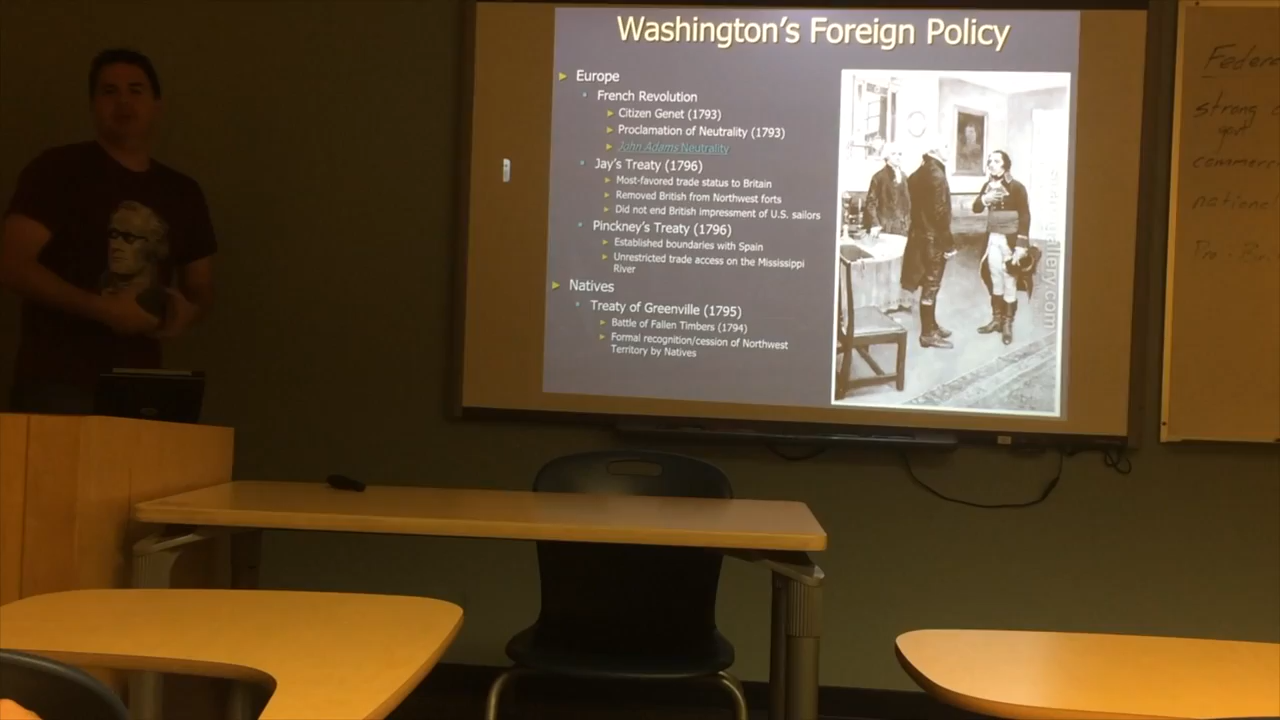 Washington's Foreign Policy
Europe
French Revolution
Citizen Genet (1793)
Proclamation of Neutrality (1793)
John Adams Neutrality
Jay's Treaty (1796)
Most-favored trade status to Britain
Removed British from Northwest forts
Did not end British impressment of U.S. sailors
Pinckney's Treaty (1796)
Established boundaries with Spain
Unrestricted trade access on the Mississippi
River
Natives
Treaty of Greenville (1795)
Battle of Fallen Timbers (1794)
Formal recognition/cession of Northwest
Territory by Natives
Federa
strong